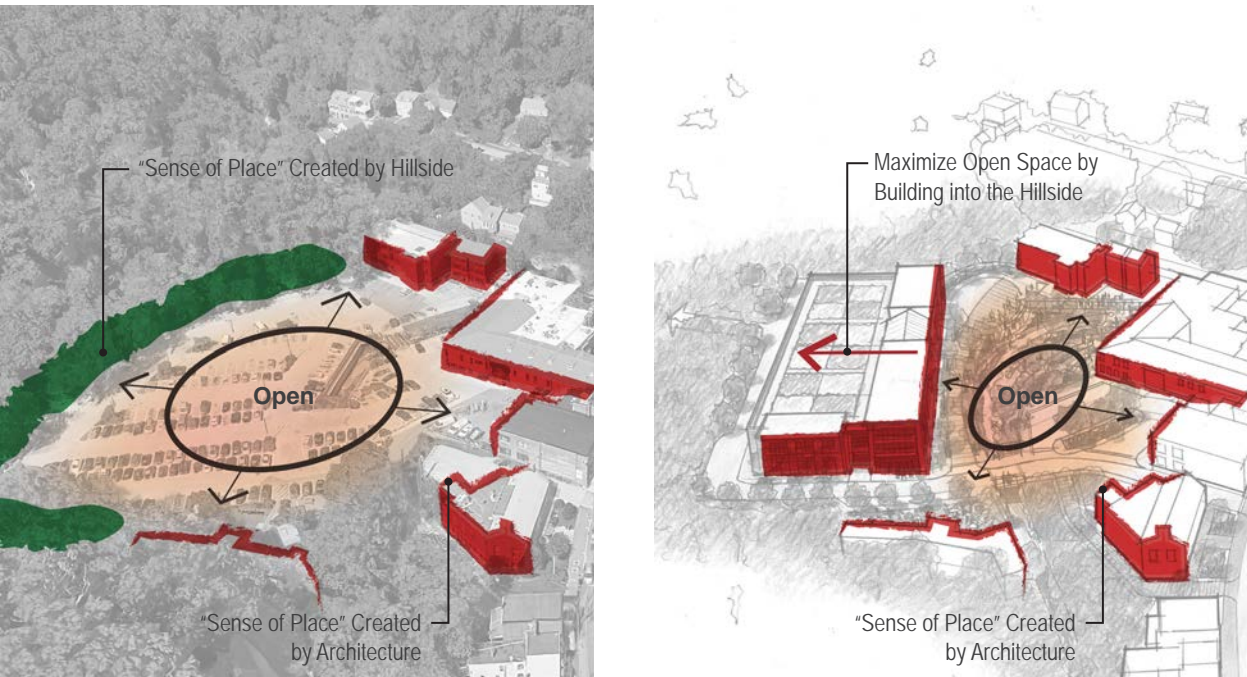 “Sense of Place” Created by Hillside
Open
“Sense of Place” Created
by Architecture
Maximize Open Space by
Building into the Hillside
Open
“Sense of Place” Created
by Architecture